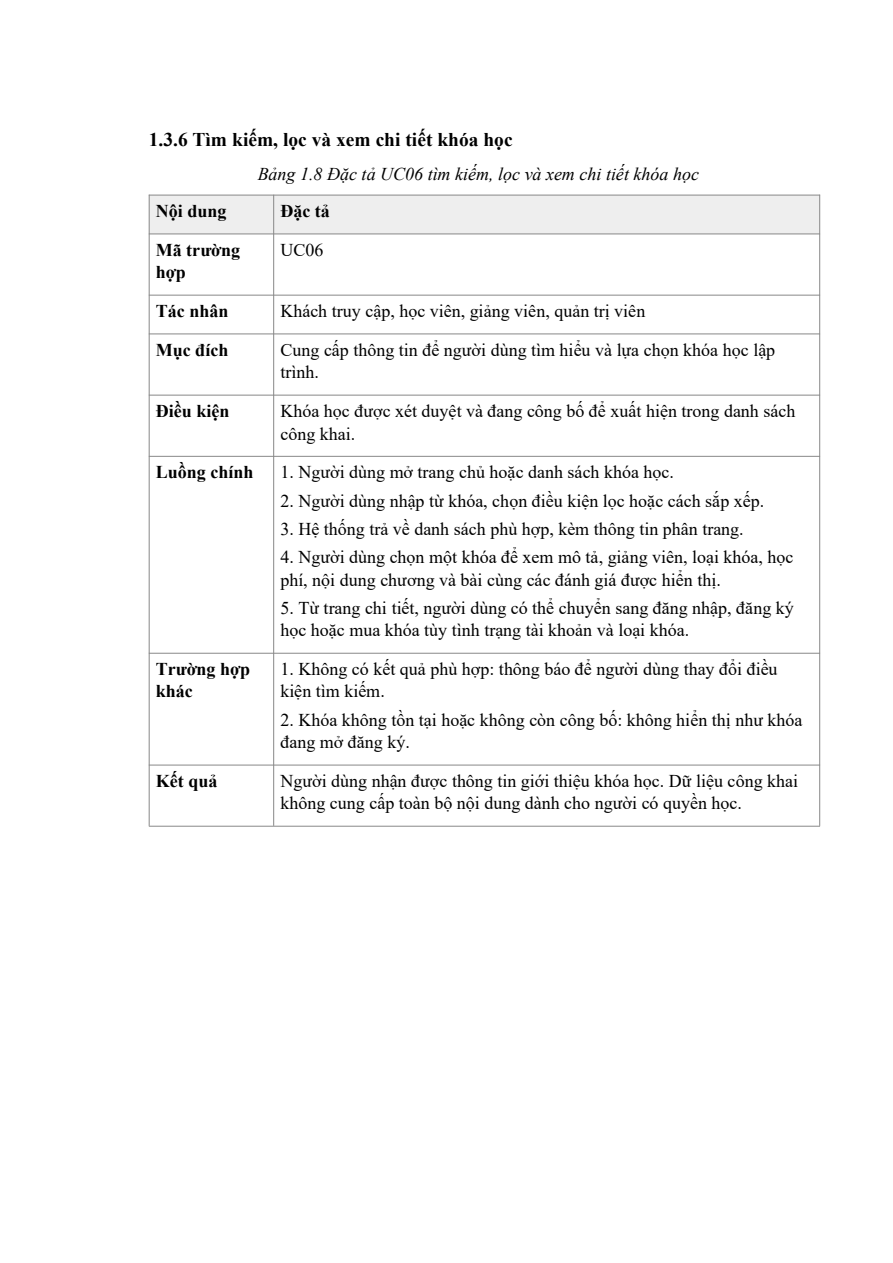 1.3.6 Tìm kiếm, lọc và xem chi tiết khóa học
Bảng 1.8 Đặc tả UC06 tìm kiếm, lọc và xem chi tiết khóa học
Nội dung Đặc tả
Mã trường
hợp
UC06
Tác nhân Khách truy cập, học viên, giảng viên, quản trị viên
Mục đích Cung cấp thông tin để người dùng tìm hiểu và lựa chọn khóa học lập
trình.
Điều kiện Khóa học được xét duyệt và đang công bố để xuất hiện trong danh sách
công khai.
Luồng chính 1. Người dùng mở trang chủ hoặc danh sách khóa học.
2. Người dùng nhập từ khóa, chọn điều kiện lọc hoặc cách sắp xếp.
3. Hệ thống trả về danh sách phù hợp, kèm thông tin phân trang.
4. Người dùng chọn một khóa để xem mô tả, giảng viên, loại khóa, học
phí, nội dung chương và bài cùng các đánh giá được hiển thị.
5. Từ trang chi tiết, người dùng có thể chuyển sang đăng nhập, đăng ký
học hoặc mua khóa tùy tình trạng tài khoản và loại khóa.
Trường hợp
khác
1. Không có kết quả phù hợp: thông báo để người dùng thay đổi điều
kiện tìm kiếm.
2. Khóa không tồn tại hoặc không còn công bố: không hiển thị như khóa
đang mở đăng ký.
Kết quả Người dùng nhận được thông tin giới thiệu khóa học. Dữ liệu công khai
không cung cấp toàn bộ nội dung dành cho người có quyền học.